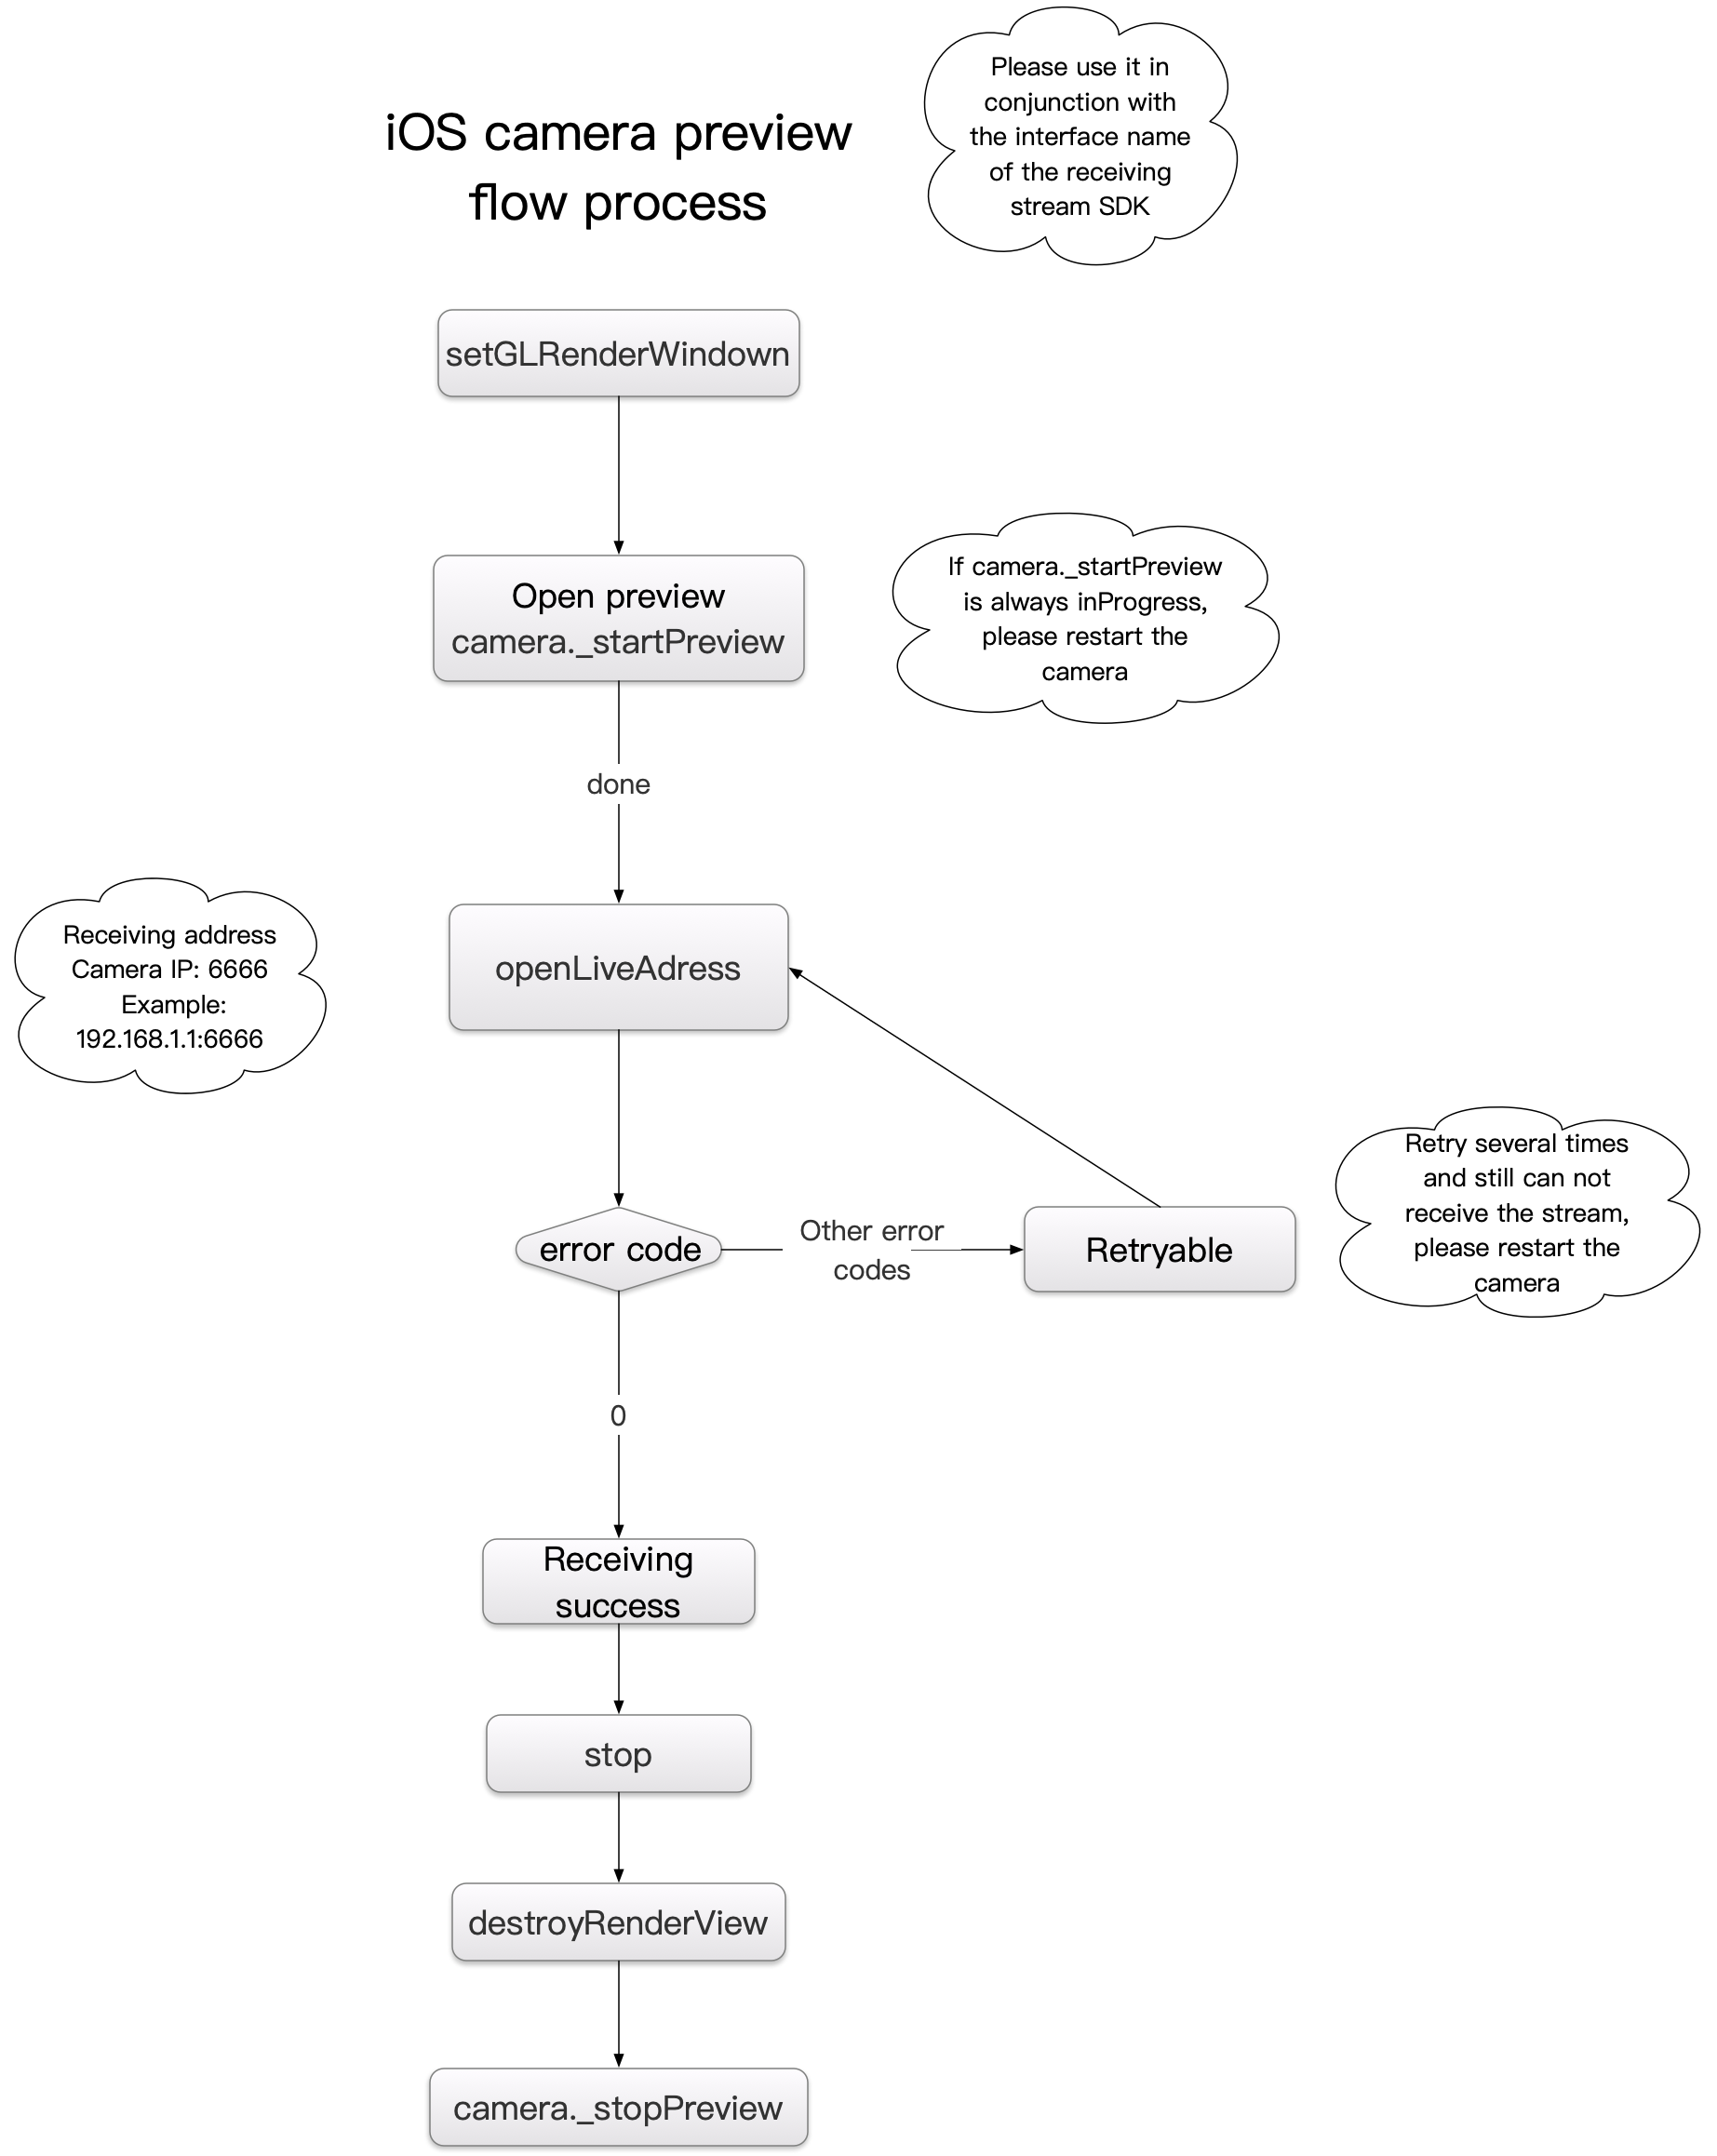 iOS camera preview
flow process
Please use it in
conjunction with
the interface name
of the receiving
stream SDK
setGLRenderWindown
Open preview
camera._startPreview
If camera._startPreview
is always inProgress,
please restart the
camera
done
Receiving address
Camera IP: 6666
Example:
192.168.1.1:6666
openLiveAdress
Retry several times
and still can not
receive the stream,
please restart the
camera
error code
Other error
codes
Retryable
0
Receiving
success
stop
destroyRenderView
camera._stopPreview